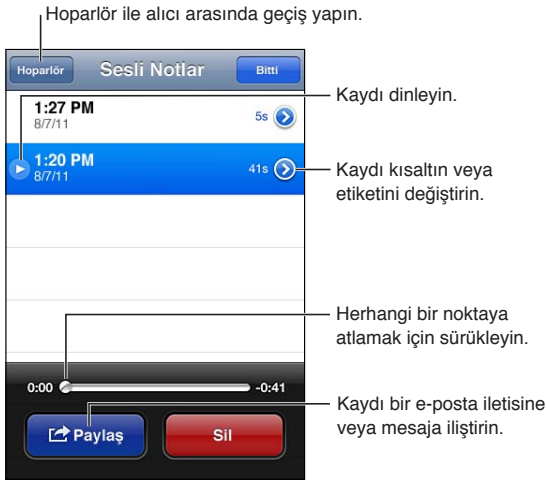 Hoparlör ile alıcı arasında geçiş yapın.
Hoparlör
Sesli Notlar
Bitti
1:27 PM
8/7/11
5s
Kaydı dinleyin.
1:20 PM
8/7/11
41s
Kaydı kısaltın veya
etiketini değiştirin.
Herhangi bir noktaya
atlamak için sürükleyin.
0:00
-0:41
Paylaş
Sil
Kaydı bir e-posta iletisine
veya mesaja iliştirin.